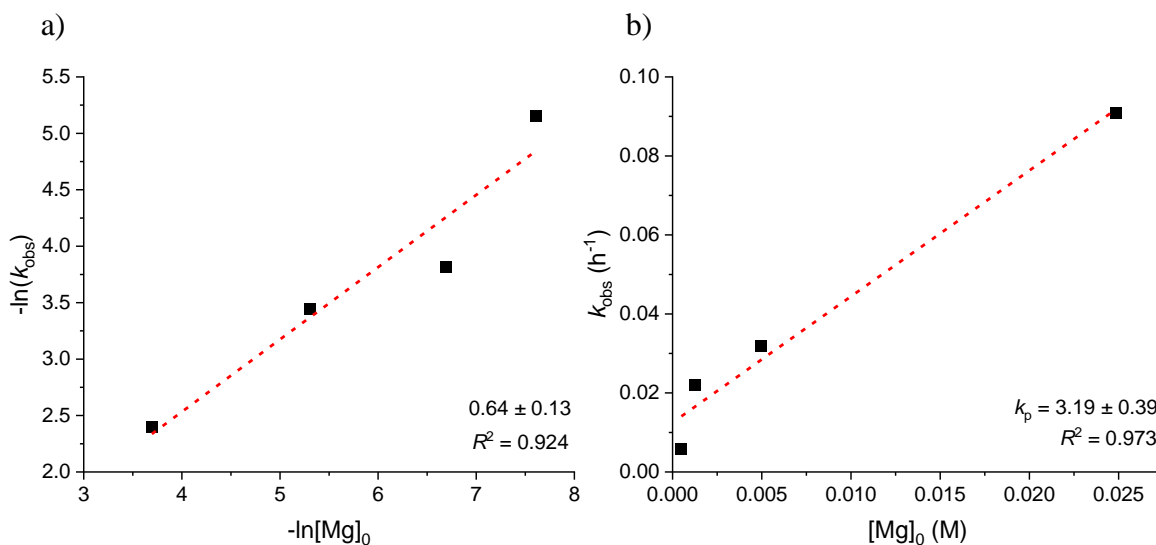 a)
5.5
5.0
4.5
4.0
3.5
3.0
2.5
2.0
-ln(k_obs)
3 4 5 6 7 8
-ln[Mg]₀
0.64 ± 0.13
R² = 0.924
b)
0.10
0.08
0.06
0.04
0.02
0.00
k_obs (h⁻¹)
0.000 0.005 0.010 0.015 0.020 0.025
[Mg]₀ (M)
k_p = 3.19 ± 0.39
R² = 0.973